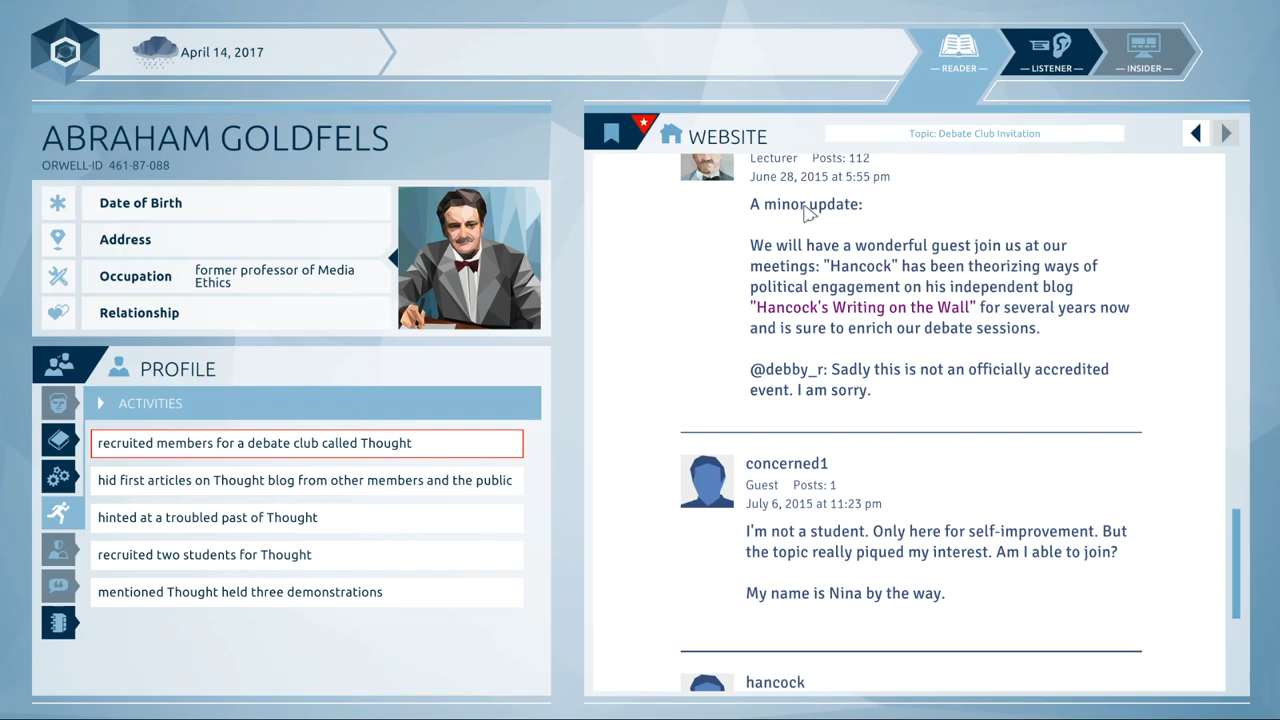 April 14, 2017
— READER —
— LISTENER —
— INSIDER —
ABRAHAM GOLDFELS
ORWELL-ID 461-87-088
Date of Birth
Address
Occupation former professor of Media
Ethics
Relationship
PROFILE
ACTIVITIES
recruited members for a debate club called Thought
hid first articles on Thought blog from other members and the public
hinted at a troubled past of Thought
recruited two students for Thought
mentioned Thought held three demonstrations
WEBSITE
Topic: Debate Club Invitation
Lecturer Posts: 112
June 28, 2015 at 5:55 pm
A minor update:
We will have a wonderful guest join us at our
meetings: "Hancock" has been theorizing ways of
political engagement on his independent blog
"Hancock's Writing on the Wall" for several years now
and is sure to enrich our debate sessions.
@debby_r: Sadly this is not an officially accredited
event. I am sorry.
concerned1
Guest Posts: 1
July 6, 2015 at 11:23 pm
I'm not a student. Only here for self-improvement. But
the topic really piqued my interest. Am I able to join?
My name is Nina by the way.
hancock